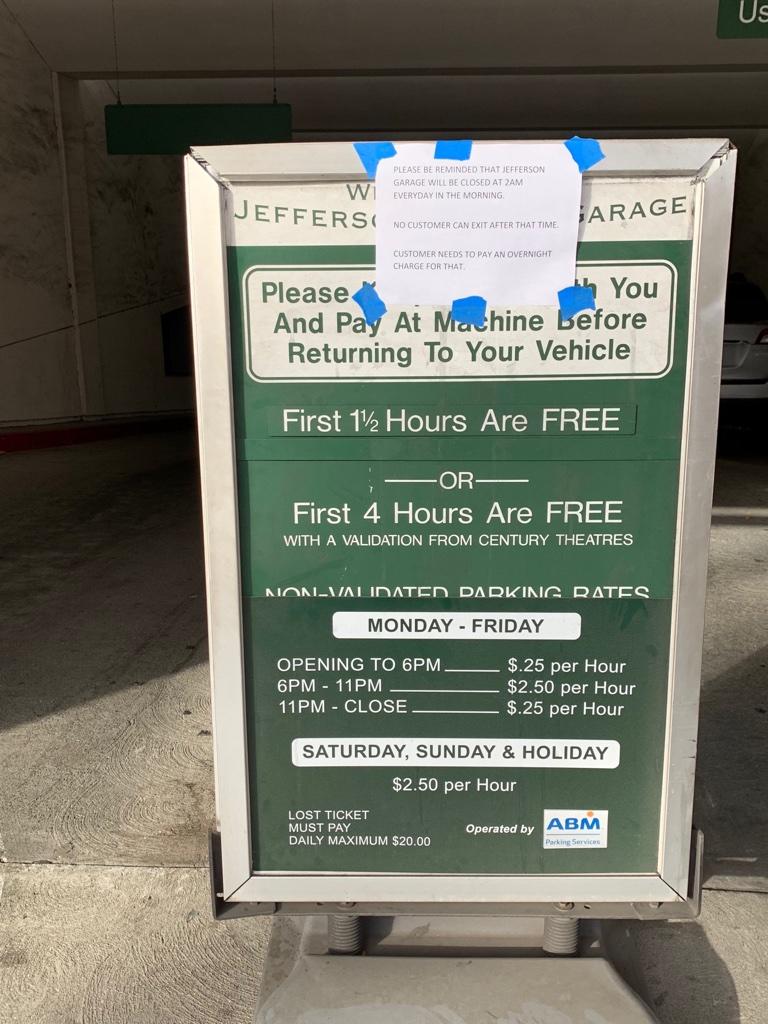 Us
PLEASE BE REMINDED THAT JEFFERSON
GARAGE WILL BE CLOSED AT 2AM
EVERYDAY IN THE MORNING.
NO CUSTOMER CAN EXIT AFTER THAT TIME.
CUSTOMER NEEDS TO PAY AN OVERNIGHT
CHARGE FOR THAT.
GARAGE
Please You
And Pay At Machine Before
Returning To Your Vehicle
First 1½ Hours Are FREE
OR
First 4 Hours Are FREE
WITH A VALIDATION FROM CENTURY THEATRES
NON-VALIDATED PARKING RATES
MONDAY - FRIDAY
OPENING TO 6PM $.25 per Hour
6PM - 11PM $2.50 per Hour
11PM - CLOSE $.25 per Hour
SATURDAY, SUNDAY & HOLIDAY
$2.50 per Hour
LOST TICKET
MUST PAY
DAILY MAXIMUM $20.00
Operated by ABM
Parking Services